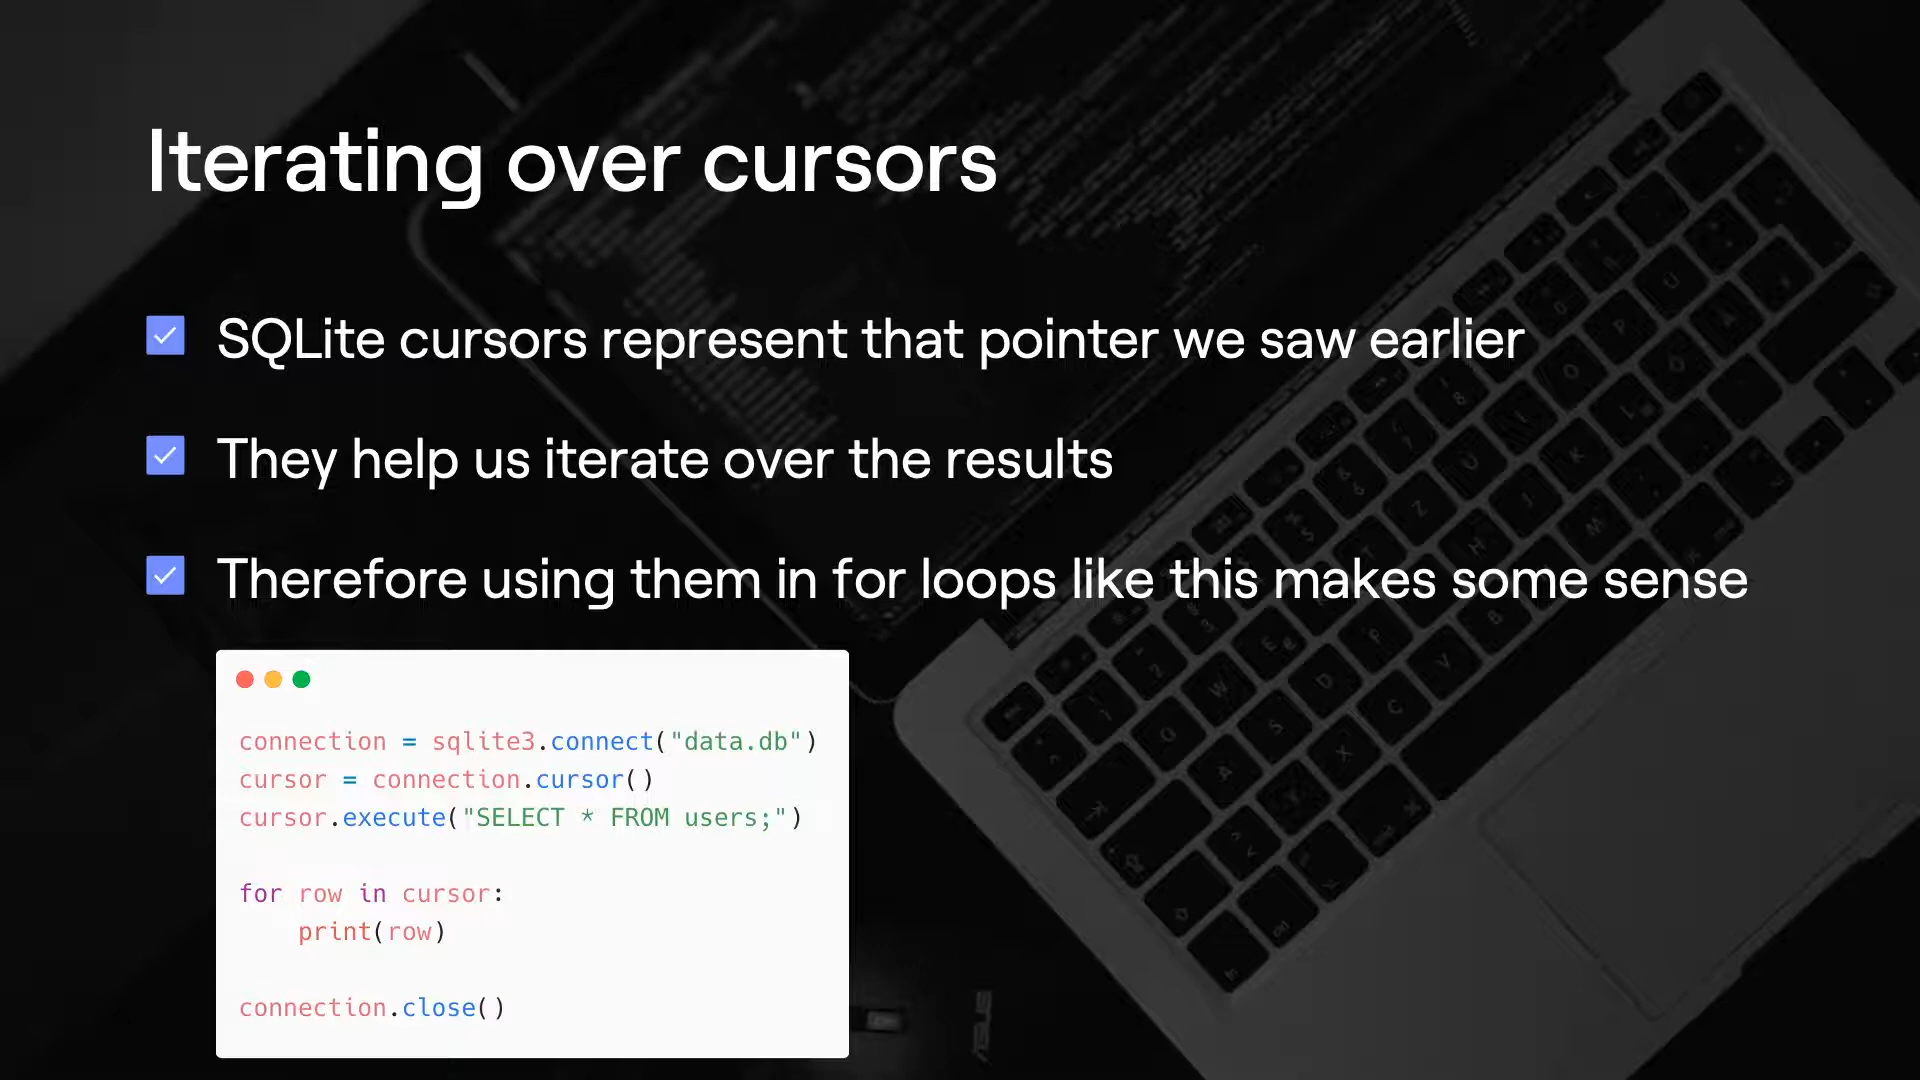 Iterating over cursors
SQLite cursors represent that pointer we saw earlier
They help us iterate over the results
Therefore using them in for loops like this makes some sense
connection = sqlite3.connect("data.db")
cursor = connection.cursor()
cursor.execute("SELECT * FROM users;")
for row in cursor:
    print(row)
connection.close()
ASUS